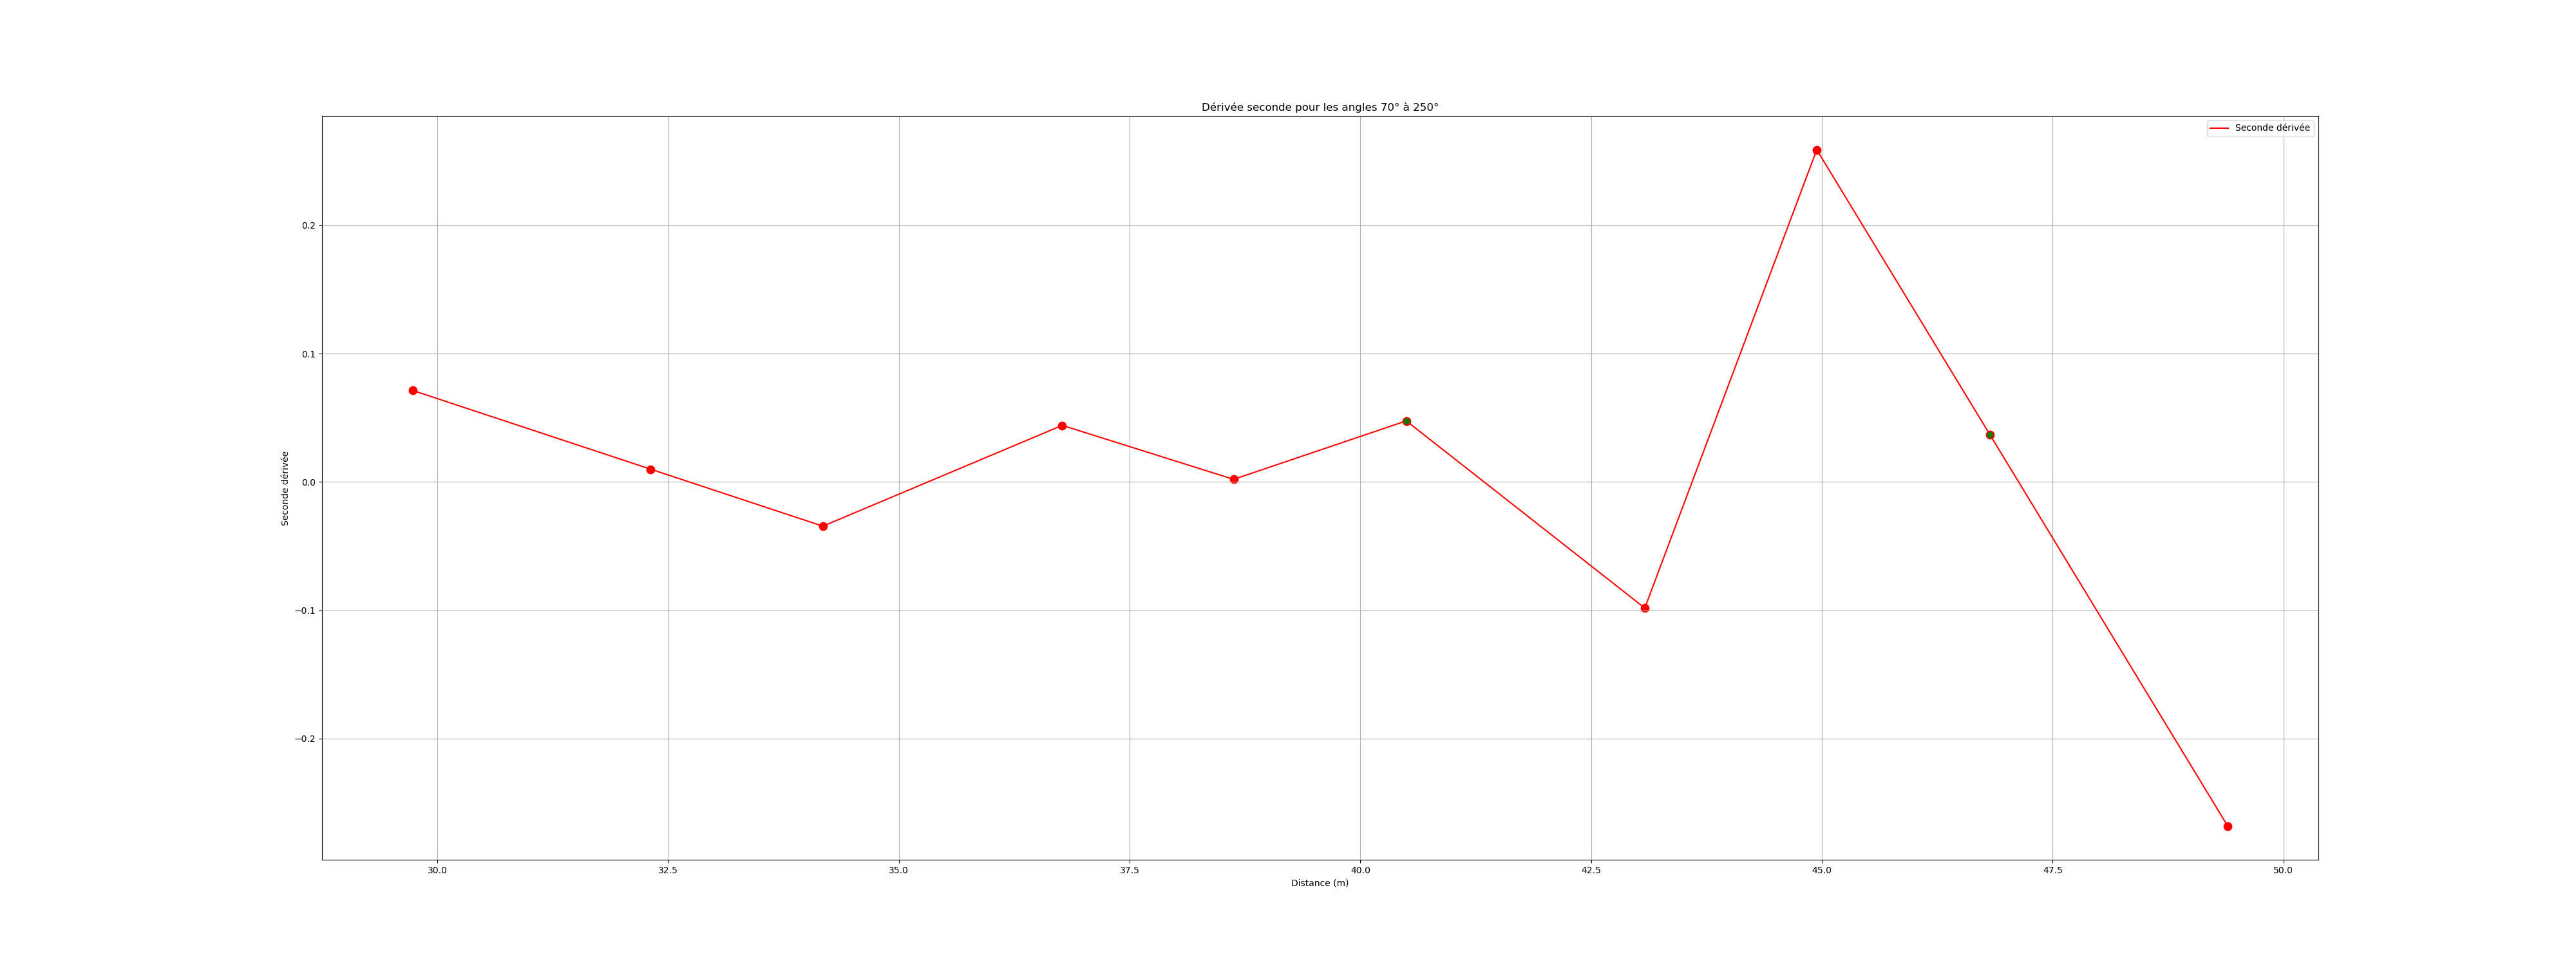 Dérivée seconde pour les angles 70° à 250°
Seconde dérivée
0.2
0.1
0.0
−0.1
−0.2
Seconde dérivée
30.0 32.5 35.0 37.5 40.0 42.5 45.0 47.5 50.0
Distance (m)